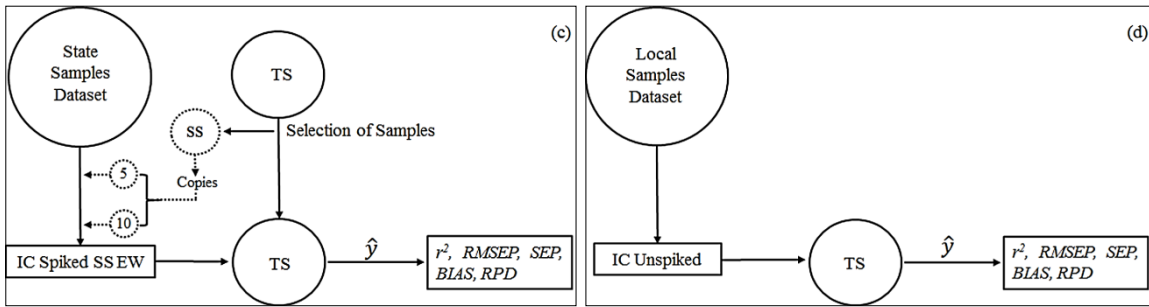 (c)
State
Samples
Dataset
TS
SS
Selection of Samples
Copies
5
10
IC Spiked SS EW
TS
ŷ
r², RMSEP, SEP,
BIAS, RPD
(d)
Local
Samples
Dataset
IC Unspiked
TS
ŷ
r², RMSEP, SEP,
BIAS, RPD